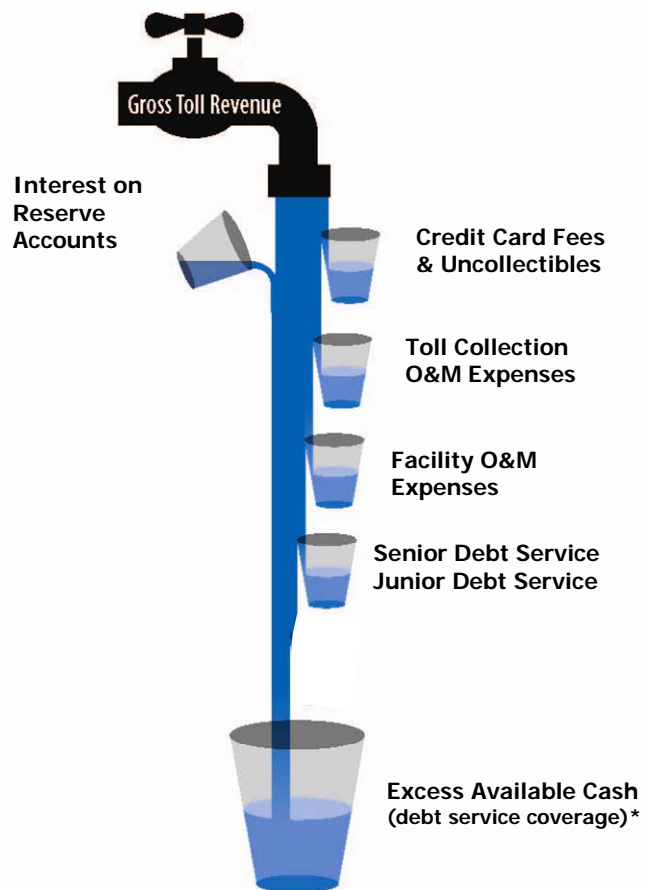 Gross Toll Revenue
Interest on
Reserve
Accounts
Credit Card Fees
& Uncollectibles
Toll Collection
O&M Expenses
Facility O&M
Expenses
Senior Debt Service
Junior Debt Service
Excess Available Cash
(debt service coverage)*